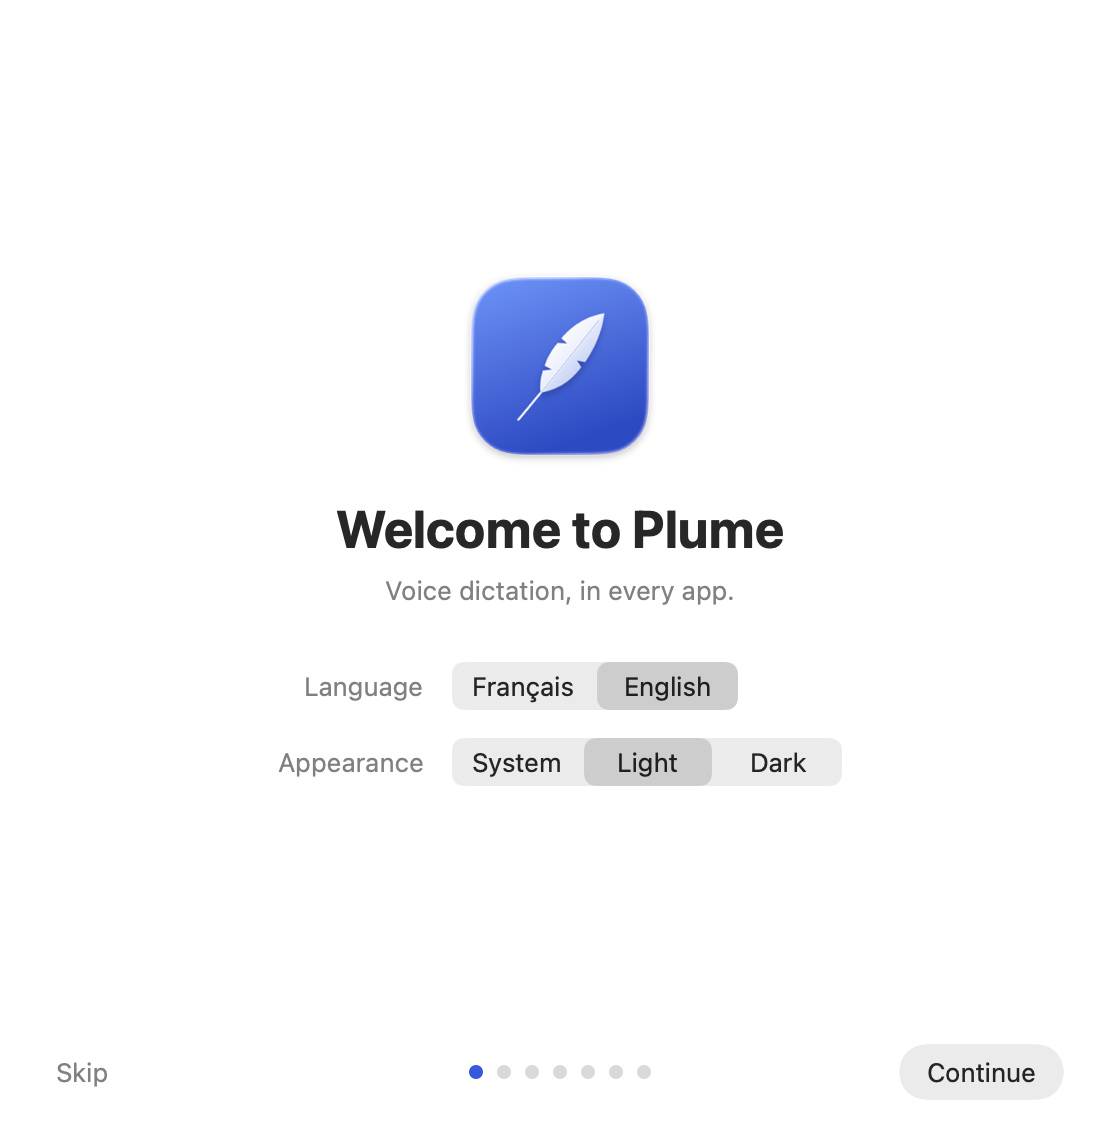 Welcome to Plume
Voice dictation, in every app.
Language Français English
Appearance System Light Dark
Skip Continue